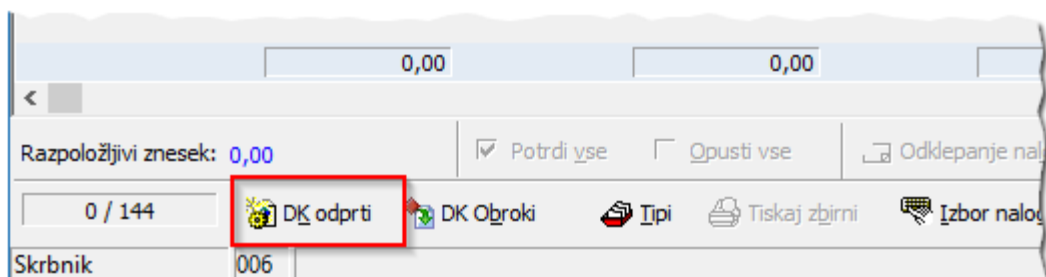 0,00 0,00
<
Razpoložljivi znesek: 0,00 Potrdi vse Opusti vse Odklepanje nal
0 / 144 DK odprti DK Obroki Tipi Tiskaj zbirni Izbor nalog
Skrbnik 006